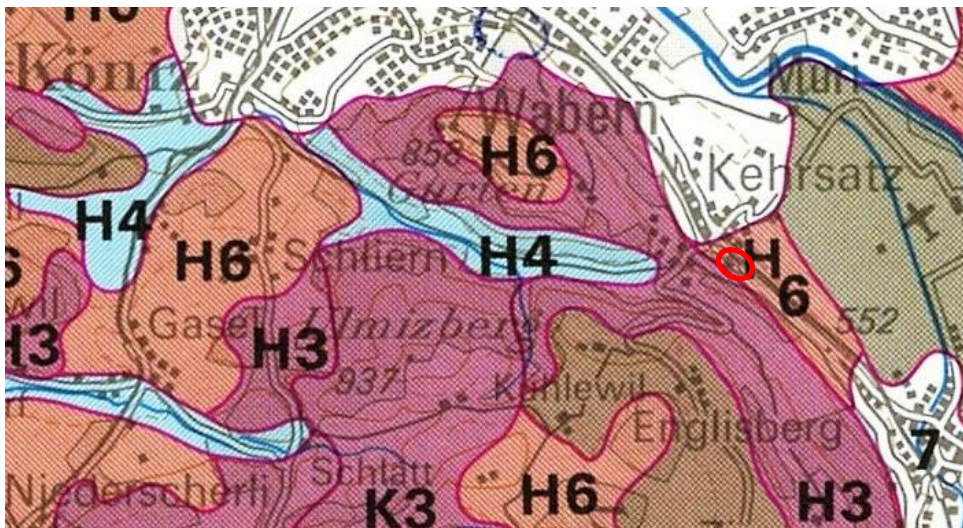 Köniz
Muri
Wabern
858
H6
Gurten
Kehrsatz
H4
H6
Schliern
H4
H
6
Gasel
Ulmizberg
552
H3
H3
937
Kühlewil
Englisberg
7
Schlatt
Niederscherli
K3
H6
H3